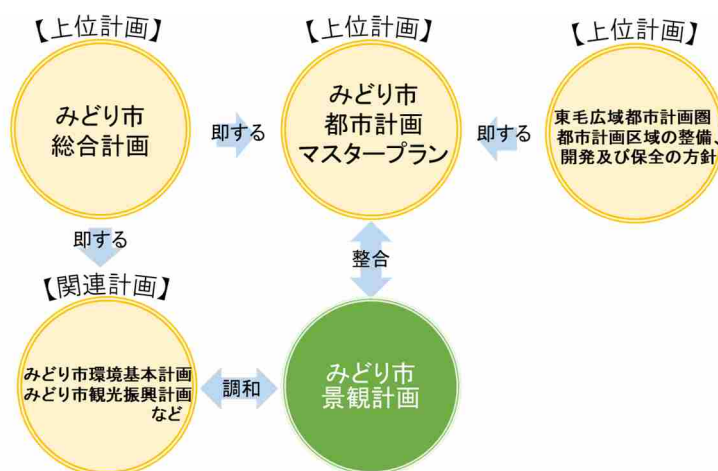 【上位計画】
【上位計画】
【上位計画】
みどり市
総合計画
即する
みどり市
都市計画
マスタープラン
即する
東毛広域都市計画圏
都市計画区域の整備、
開発及び保全の方針
即する
整合
【関連計画】
みどり市環境基本計画
みどり市観光振興計画
など
調和
みどり市
景観計画